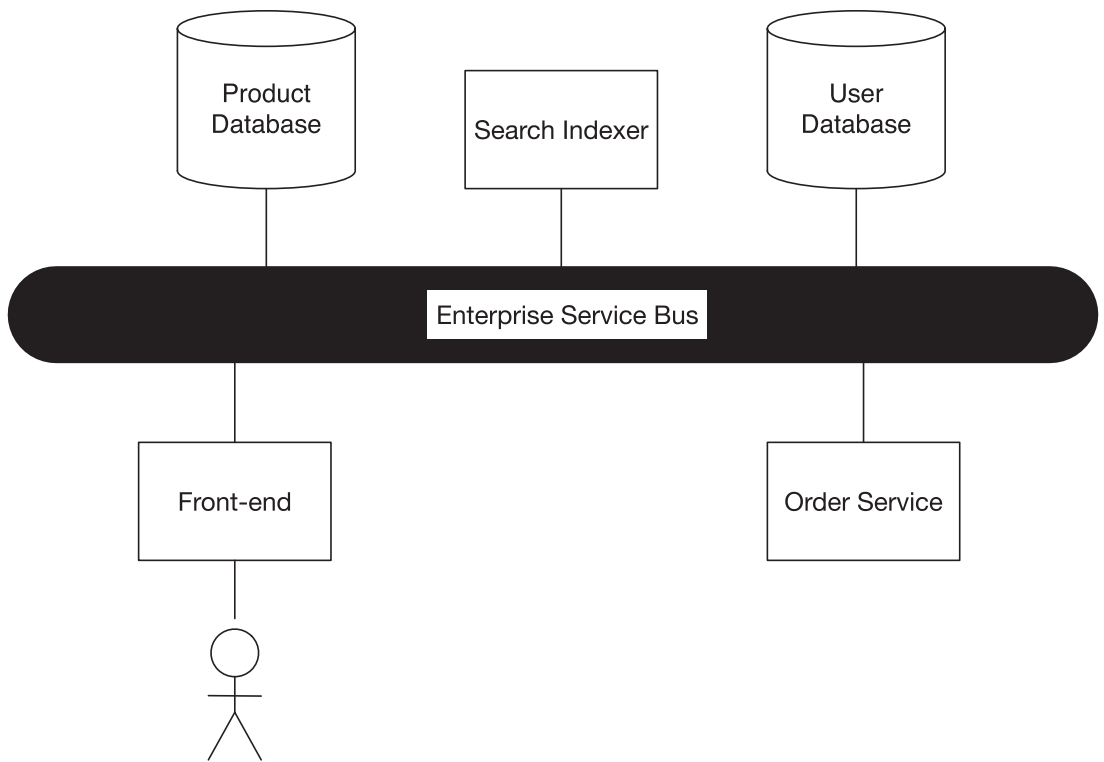 Product
Database
Search Indexer
User
Database
Enterprise Service Bus
Front-end
Order Service